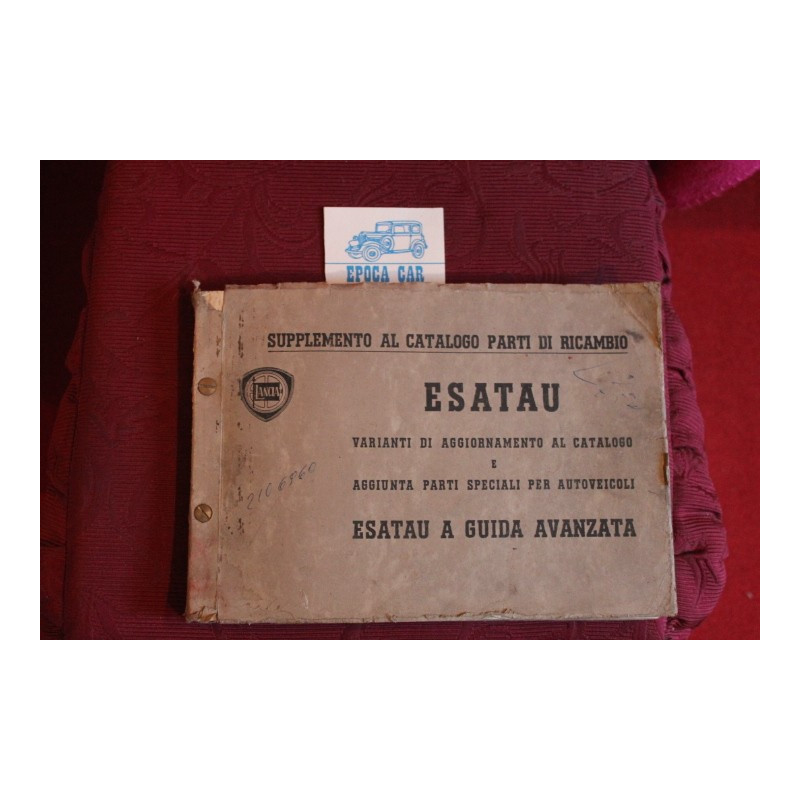 EPOCA CAR
SUPPLEMENTO AL CATALOGO PARTI DI RICAMBIO
LANCIA
ESATAU
VARIANTI DI AGGIORNAMENTO AL CATALOGO
E
AGGIUNTA PARTI SPECIALI PER AUTOVEICOLI
ESATAU A GUIDA AVANZATA